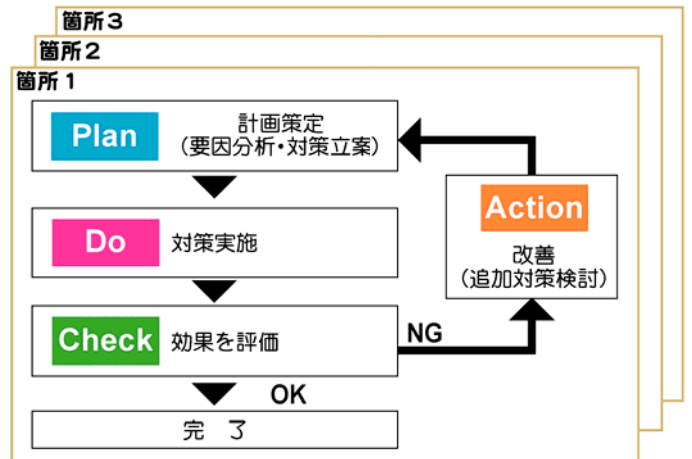 箇所３
箇所２
箇所１
Plan
計画策定
（要因分析・対策立案）
Action
改善
（追加対策検討）
Do
対策実施
Check
効果を評価
NG
OK
完 了